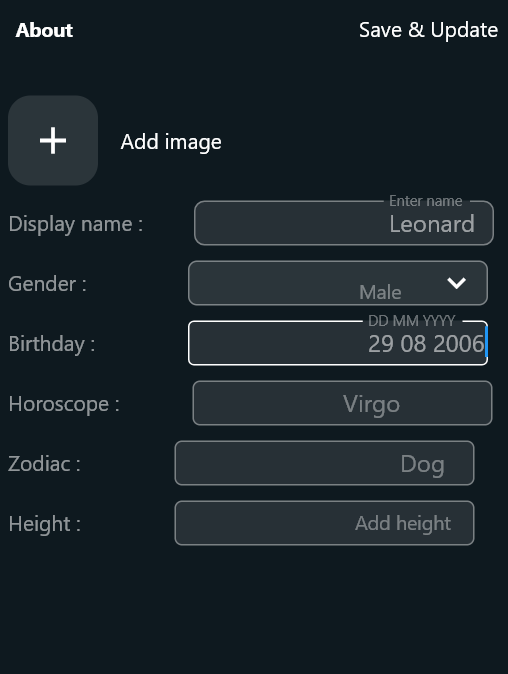 About Save & Update
Add image
Enter name
Display name : Leonard
Gender : Male
DD MM YYYY
Birthday : 29 08 2006
Horoscope : Virgo
Zodiac : Dog
Height : Add height